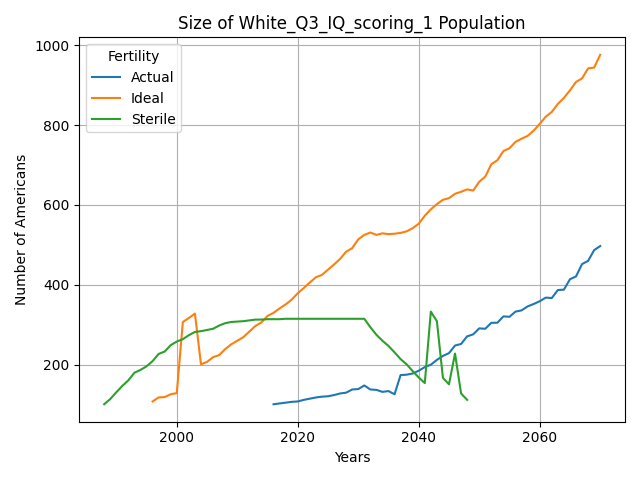 Size of White_Q3_IQ_scoring_1 Population
Fertility
Actual
Ideal
Sterile
Number of Americans
1000
800
600
400
200
2000
2020
2040
2060
Years